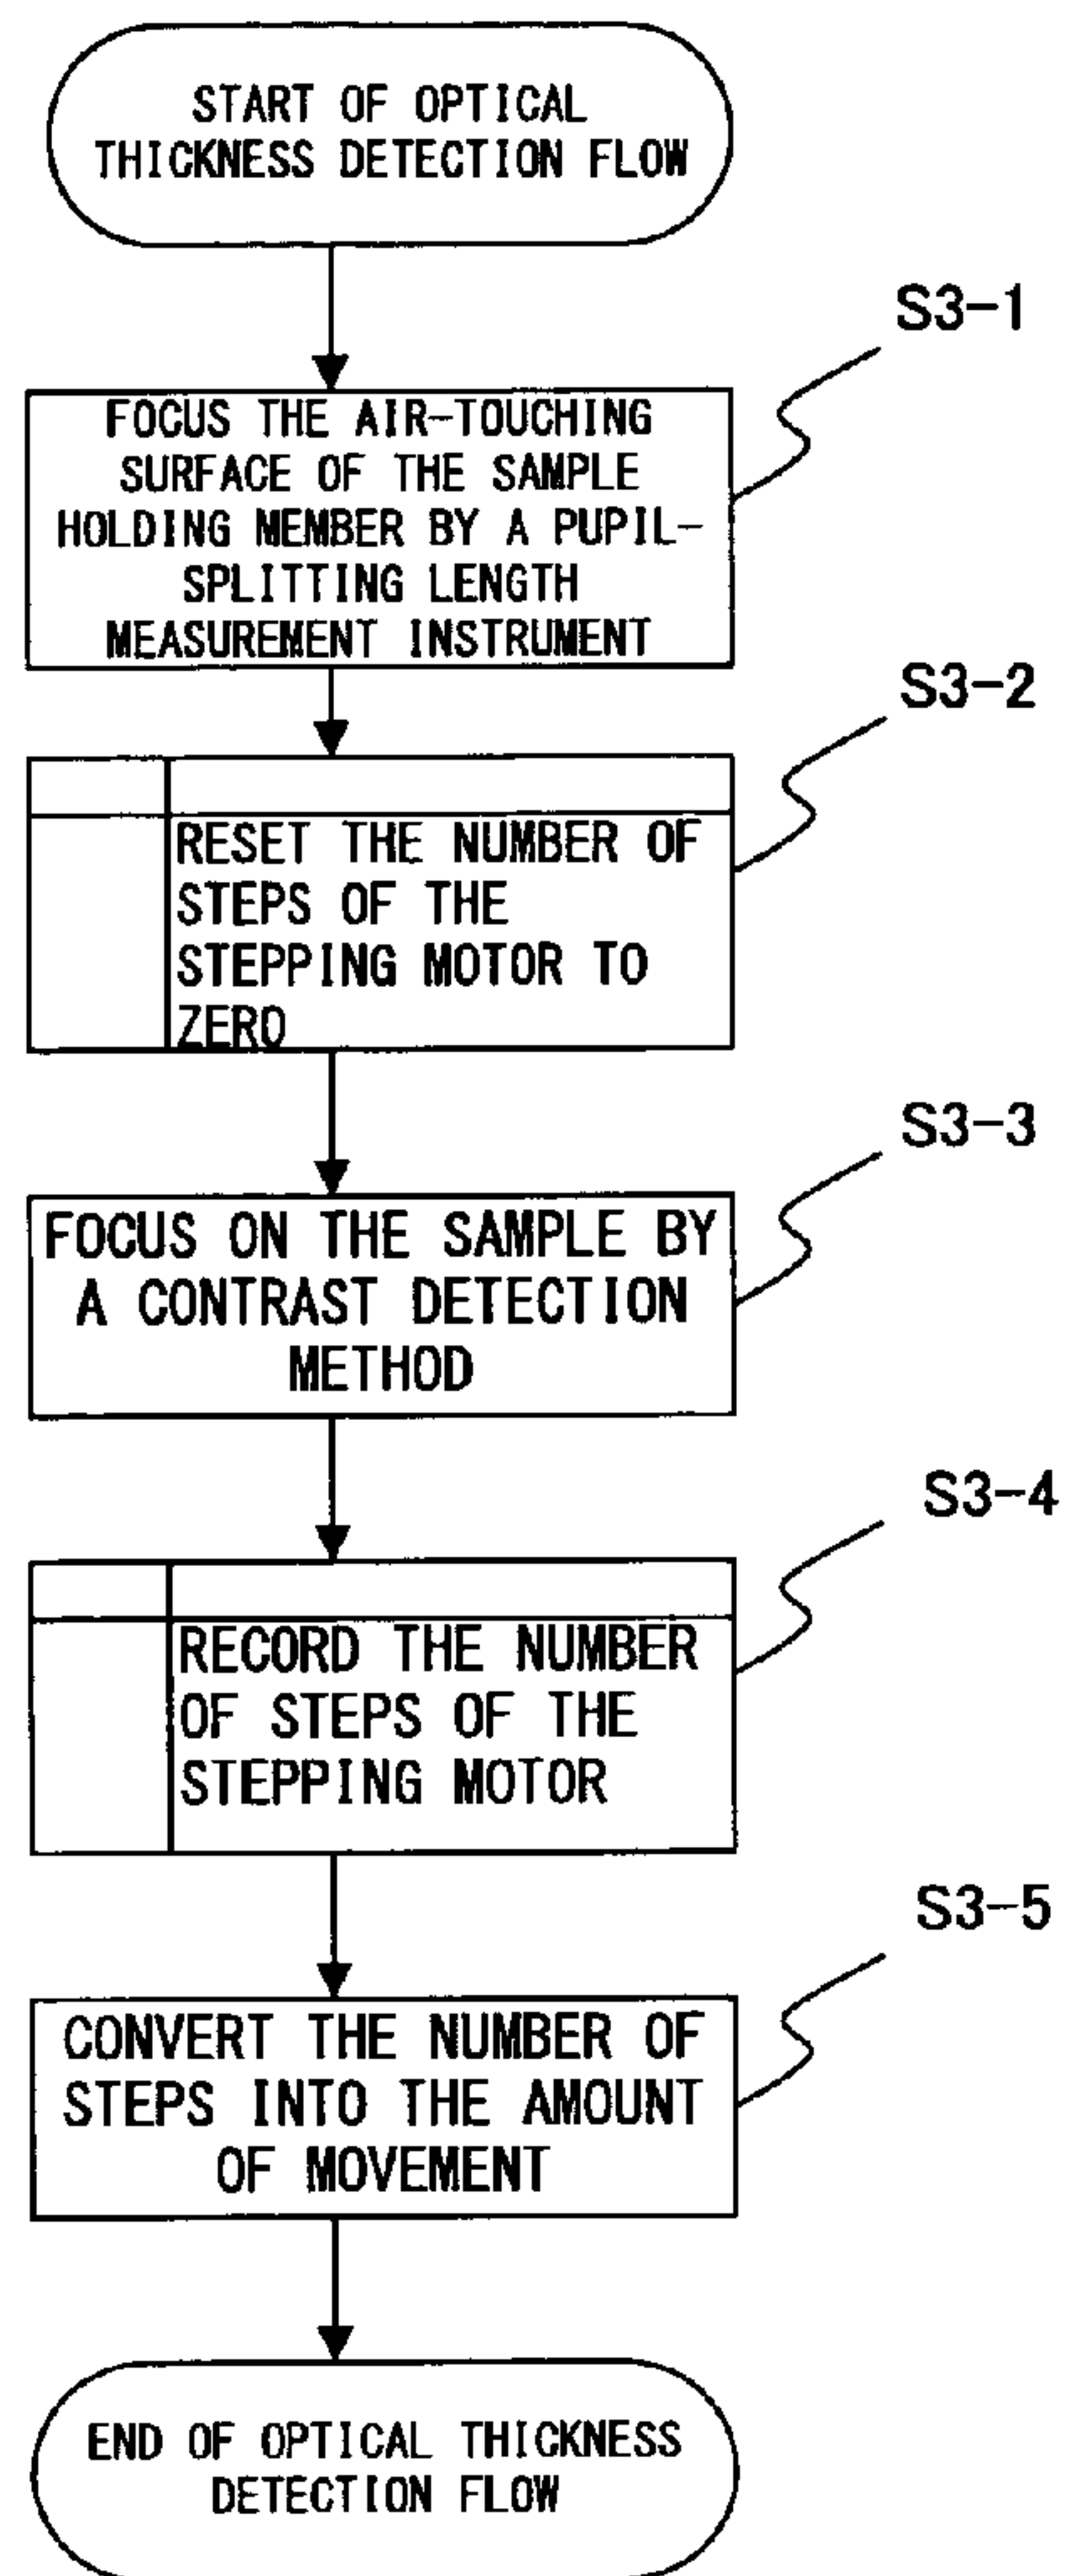 START OF OPTICAL
THICKNESS DETECTION FLOW
S3-1
FOCUS THE AIR-TOUCHING
SURFACE OF THE SAMPLE
HOLDING MEMBER BY A PUPIL-
SPLITTING LENGTH
MEASUREMENT INSTRUMENT
S3-2
RESET THE NUMBER OF
STEPS OF THE
STEPPING MOTOR TO
ZERO
S3-3
FOCUS ON THE SAMPLE BY
A CONTRAST DETECTION
METHOD
S3-4
RECORD THE NUMBER
OF STEPS OF THE
STEPPING MOTOR
S3-5
CONVERT THE NUMBER OF
STEPS INTO THE AMOUNT
OF MOVEMENT
END OF OPTICAL THICKNESS
DETECTION FLOW